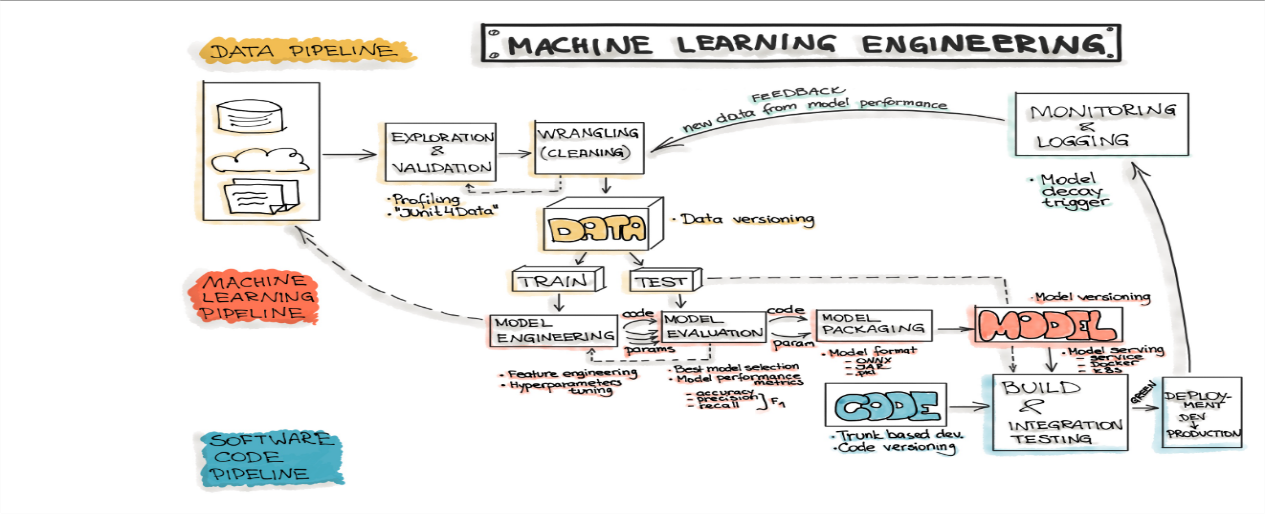 DATA PIPELINE
MACHINE LEARNING ENGINEERING
EXPLORATION
&
VALIDATION
• Profiling
• "JUnit4Data"
WRANGLING
(CLEANING)
FEEDBACK
new data from model performance
MONITORING
&
LOGGING
• Model
decay
trigger
DATA
• Data versioning
TRAIN
TEST
MACHINE
LEARNING
PIPELINE
MODEL
ENGINEERING
• Feature engineering
• Hyperparameters
tuning
code
params
MODEL
EVALUATION
• Best model selection
• Model performance
metrics
- accuracy
- precision
- recall
F1
code
param
MODEL
PACKAGING
• Model format
- ONNX
- JAR
- pkl
• Model versioning
MODEL
• Model serving
- service
- docker
- K8s
CODE
• Trunk based dev.
• Code versioning
BUILD
&
INTEGRATION
TESTING
GREEN
DEPLOY-
MENT
DEV
PRODUCTION
SOFTWARE
CODE
PIPELINE